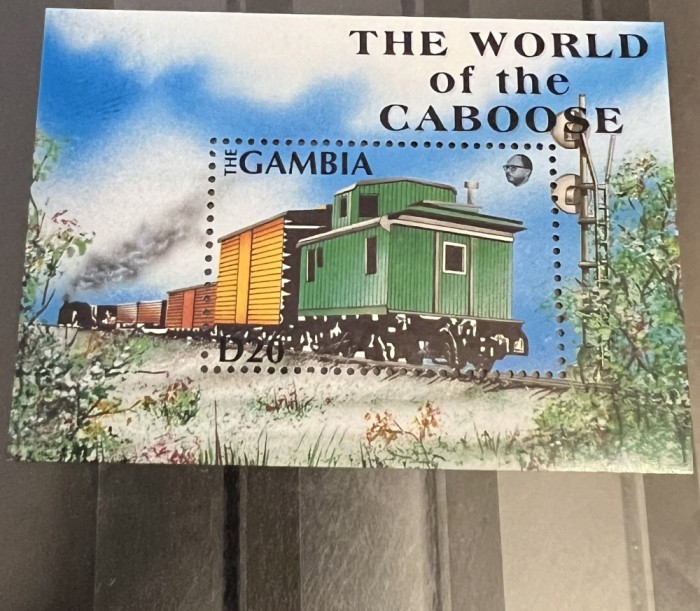 THE WORLD
of the
CABOOSE
THE GAMBIA
D20